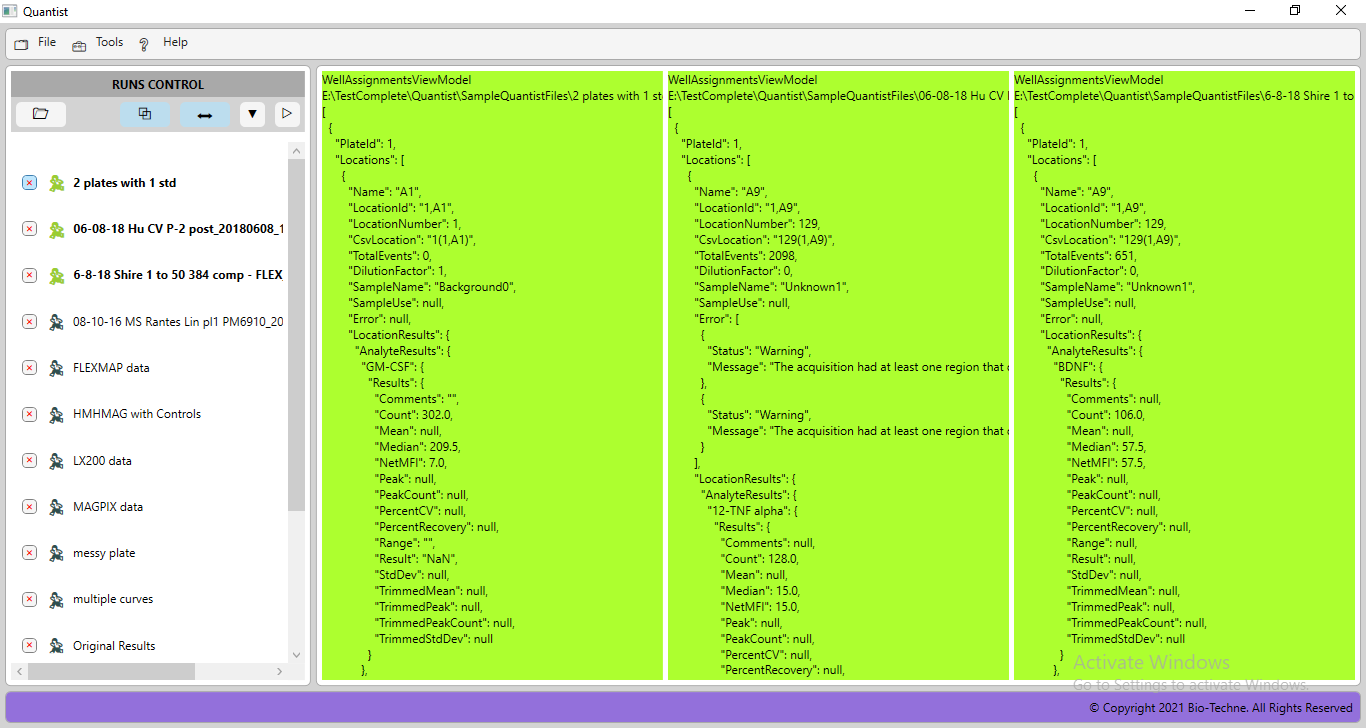 Quantist
File Tools Help
RUNS CONTROL
2 plates with 1 std
06-08-18 Hu CV P-2 post_20180608_1
6-8-18 Shire 1 to 50 384 comp - FLEX
08-10-16 MS Rantes Lin pl1 PM6910_20
FLEXMAP data
HMHMAG with Controls
LX200 data
MAGPIX data
messy plate
multiple curves
Original Results
WellAssignmentsViewModel
E:\TestComplete\Quantist\SampleQuantistFiles\2 plates with 1 st
[
{
"PlateId": 1,
"Locations": [
{
"Name": "A1",
"LocationId": "1,A1",
"LocationNumber": 1,
"CsvLocation": "1(1,A1)",
"TotalEvents": 0,
"DilutionFactor": 1,
"SampleName": "Background0",
"SampleUse": null,
"Error": null,
"LocationResults": {
"AnalyteResults": {
"GM-CSF": {
"Results": {
"Comments": "",
"Count": 302.0,
"Mean": null,
"Median": 209.5,
"NetMFI": 7.0,
"Peak": null,
"PeakCount": null,
"PercentCV": null,
"PercentRecovery": null,
"Range": "",
"Result": "NaN",
"StdDev": null,
"TrimmedMean": null,
"TrimmedPeak": null,
"TrimmedPeakCount": null,
"TrimmedStdDev": null
}
},
WellAssignmentsViewModel
E:\TestComplete\Quantist\SampleQuantistFiles\06-08-18 Hu CV I
[
{
"PlateId": 1,
"Locations": [
{
"Name": "A9",
"LocationId": "1,A9",
"LocationNumber": 129,
"CsvLocation": "129(1,A9)",
"TotalEvents": 2098,
"DilutionFactor": 0,
"SampleName": "Unknown1",
"SampleUse": null,
"Error": [
{
"Status": "Warning",
"Message": "The acquisition had at least one region that
},
{
"Status": "Warning",
"Message": "The acquisition had at least one region that
}
],
"LocationResults": {
"AnalyteResults": {
"12-TNF alpha": {
"Results": {
"Comments": null,
"Count": 128.0,
"Mean": null,
"Median": 15.0,
"NetMFI": 15.0,
"Peak": null,
"PeakCount": null,
"PercentCV": null,
"PercentRecovery": null,
WellAssignmentsViewModel
E:\TestComplete\Quantist\SampleQuantistFiles\6-8-18 Shire 1 to
[
{
"PlateId": 1,
"Locations": [
{
"Name": "A9",
"LocationId": "1,A9",
"LocationNumber": 129,
"CsvLocation": "129(1,A9)",
"TotalEvents": 651,
"DilutionFactor": 0,
"SampleName": "Unknown1",
"SampleUse": null,
"Error": null,
"LocationResults": {
"AnalyteResults": {
"BDNF": {
"Results": {
"Comments": null,
"Count": 106.0,
"Mean": null,
"Median": 57.5,
"NetMFI": 57.5,
"Peak": null,
"PeakCount": null,
"PercentCV": null,
"PercentRecovery": null,
"Range": null,
"Result": null,
"StdDev": null,
"TrimmedMean": null,
"TrimmedPeak": null,
"TrimmedPeakCount": null,
"TrimmedStdDev": null
}
},
Activate Windows
Go to Settings to activate Windows.
© Copyright 2021 Bio-Techne. All Rights Reserved